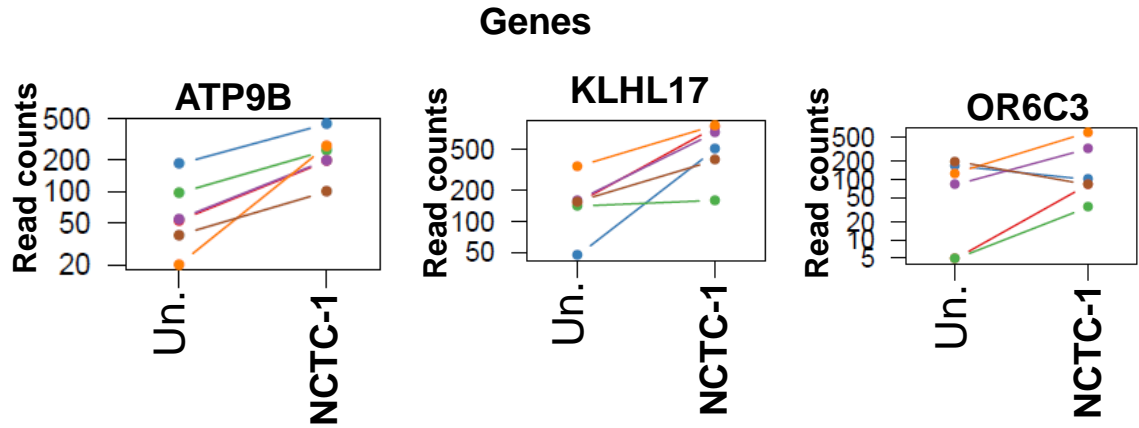 Genes
ATP9B
Read counts
500
200
100
50
20
Un.
NCTC-1
KLHL17
Read counts
500
200
100
50
Un.
NCTC-1
OR6C3
Read counts
500
200
100
50
20
10
5
Un.
NCTC-1